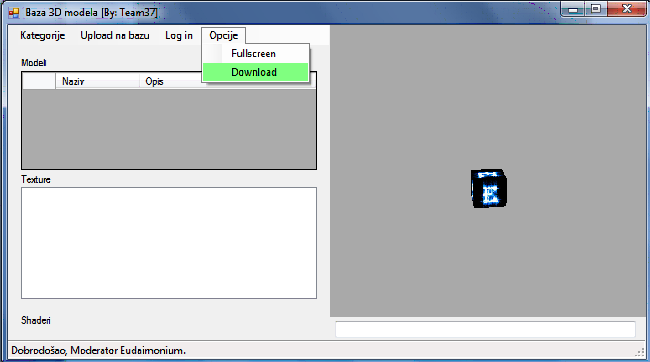 Baza 3D modela [By: Team37]
Kategorije Upload na bazu Log in Opcije
Fullscreen
Download
Modeli
Naziv Opis
Texture
Shaderi
Dobrodošao, Moderator Eudaimonium.